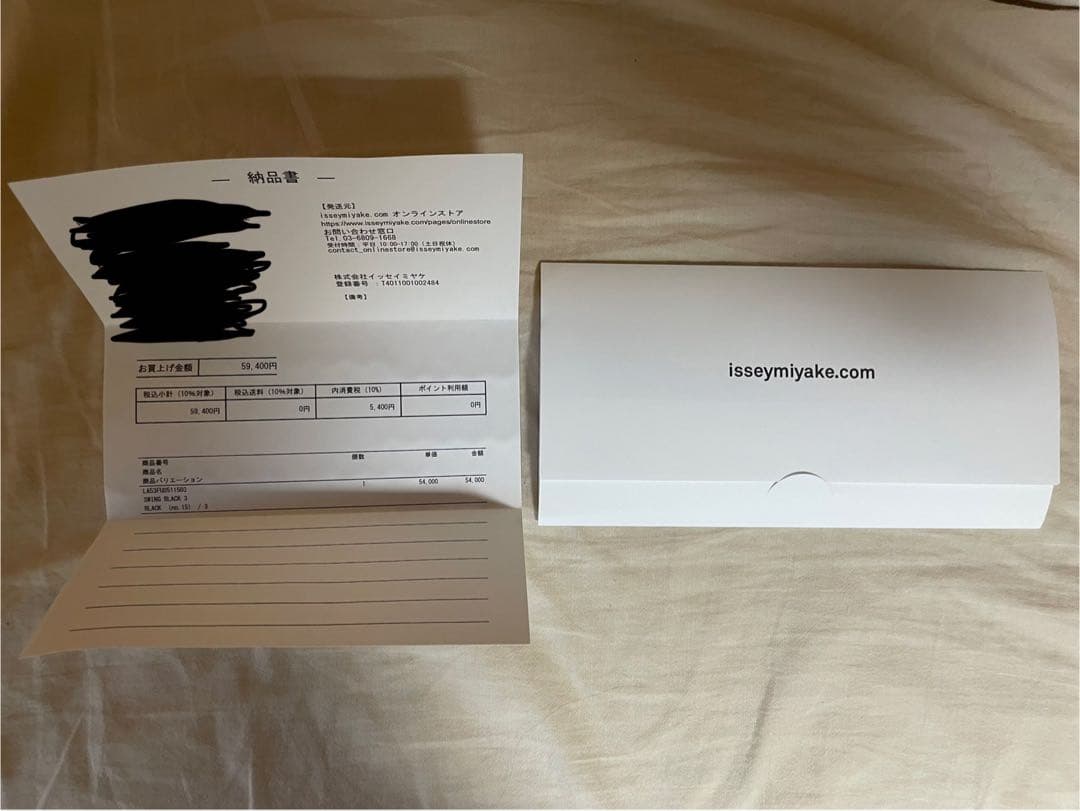 ― 納品書 ―
【発送元】
isseymiyake.com オンラインストア
https://www.isseymiyake.com/pages/onlinestore
お問い合わせ窓口
Tel.03-6809-1668
受付時間:平日 10:00-17:00 (土日祝休)
contact_onlinestore@isseymiyake.com
株式会社イッセイミヤケ
登録番号 :T4011001002484
【備考】
お買上げ金額 59,400円
税込小計(10%対象) 税込送料(10%対象) 内消費税(10%) ポイント利用額
59,400円 0円 5,400円 0円
商品番号 個数 単価 金額
商品名
商品バリエーション
1 54,000 54,000
SWING BLACK 3
BLACK (no.15) / 3
isseymiyake.com